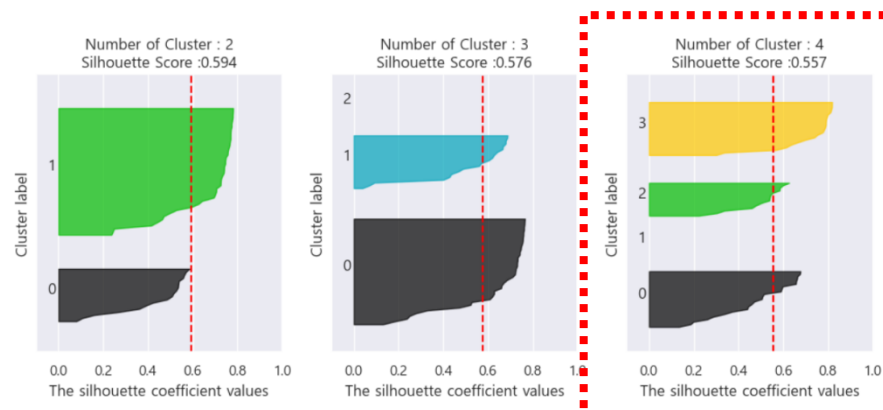 Number of Cluster : 2
Silhouette Score :0.594
Cluster label
1
0
0.0 0.2 0.4 0.6 0.8 1.0
The silhouette coefficient values
Number of Cluster : 3
Silhouette Score :0.576
Cluster label
2
1
0
0.0 0.2 0.4 0.6 0.8 1.0
The silhouette coefficient values
Number of Cluster : 4
Silhouette Score :0.557
Cluster label
3
2
1
0
0.0 0.2 0.4 0.6 0.8 1.0
The silhouette coefficient values